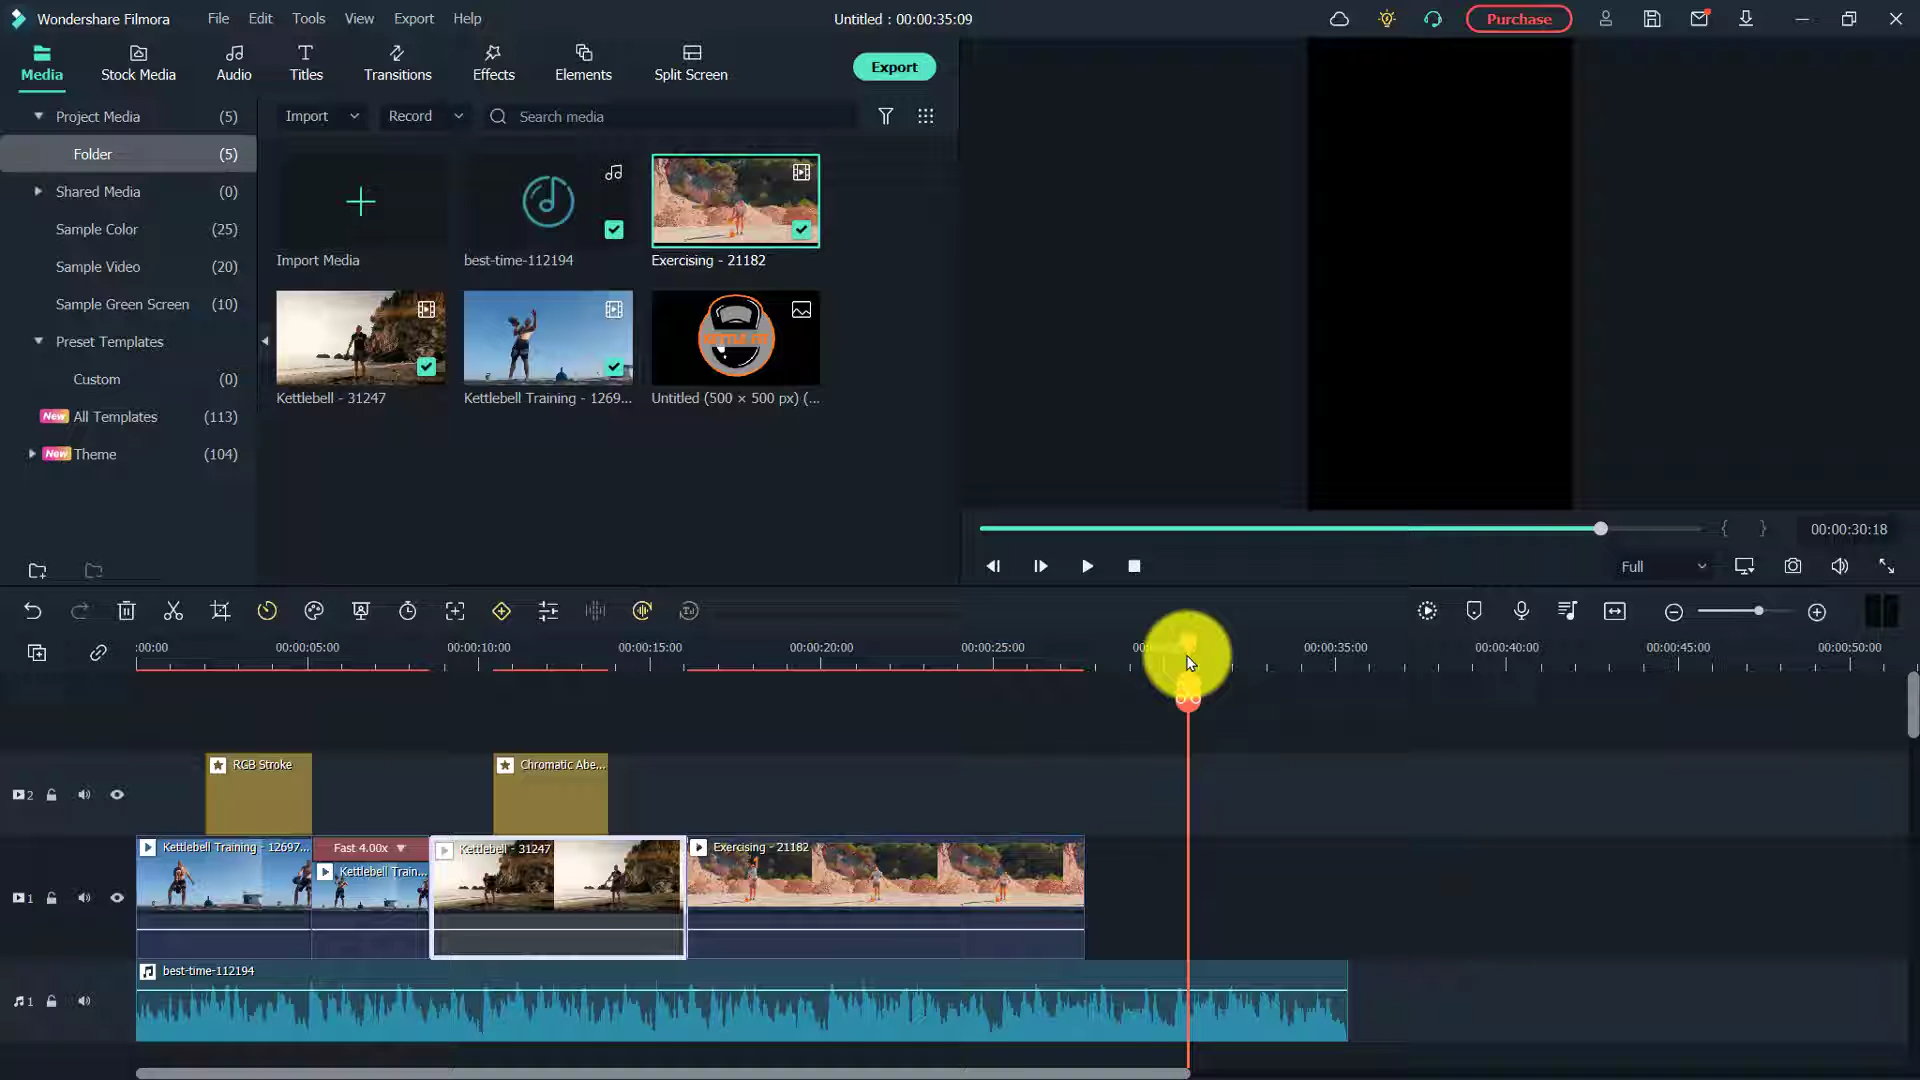 Wondershare Filmora File Edit Tools View Export Help Untitled : 00:00:35:09 Purchase
Media Stock Media Audio Titles Transitions Effects Elements Split Screen Export
Project Media (5)
Folder (5)
Shared Media (0)
Sample Color (25)
Sample Video (20)
Sample Green Screen (10)
Preset Templates
Custom (0)
New All Templates (113)
New Theme (104)
Import Record Search media
Import Media best-time-112194 Exercising - 21182
KETTLE FIT
Kettlebell - 31247 Kettlebell Training - 1269... Untitled (500 × 500 px) (...
{ } 00:00:30:18
Full
:00:00 00:00:05:00 00:00:10:00 00:00:15:00 00:00:20:00 00:00:25:00 00:00:35:00 00:00:40:00 00:00:45:00 00:00:50:00
RGB Stroke Chromatic Abe...
2
Kettlebell Training - 12697... Fast 4.00x Kettlebell - 31247 Exercising - 21182
Kettlebell Train...
1
best-time-112194
1